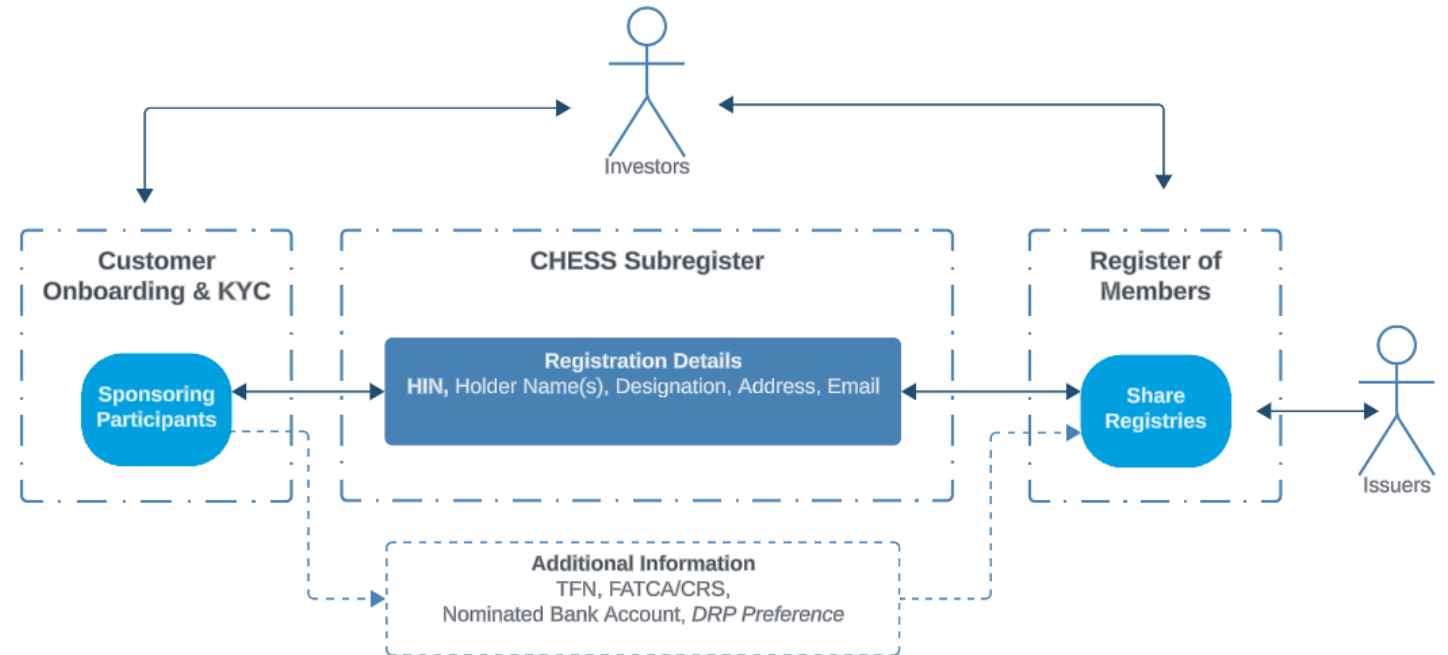 Investors
Customer
Onboarding & KYC
CHESS Subregister
Register of
Members
Registration Details
HIN, Holder Name(s), Designation, Address, Email
Sponsoring
Participants
Share
Registries
Issuers
Additional Information
TFN, FATCA/CRS,
Nominated Bank Account, DRP Preference